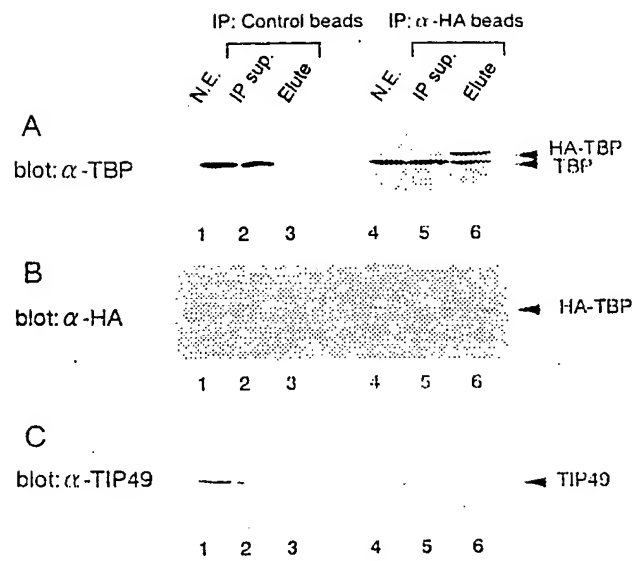 IP: Control beads IP: α-HA beads
N.E. IP sup. Elute N.E. IP sup. Elute
A
blot: α-TBP
HA-TBP
TBP
1 2 3 4 5 6
B
blot: α-HA
HA-TBP
1 2 3 4 5 6
C
blot: α-TIP49
TIP49
1 2 3 4 5 6